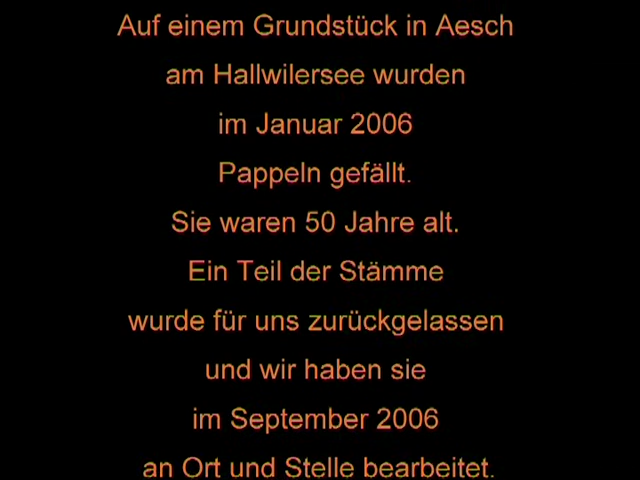 Auf einem Grundstück in Aesch
am Hallwilersee wurden
im Januar 2006
Pappeln gefällt.
Sie waren 50 Jahre alt.
Ein Teil der Stämme
wurde für uns zurückgelassen
und wir haben sie
im September 2006
an Ort und Stelle bearbeitet.